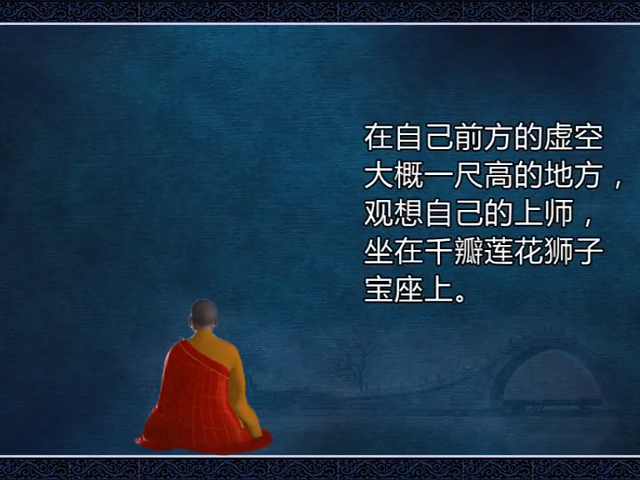 在自己前方的虚空
大概一尺高的地方，
观想自己的上师，
坐在千瓣莲花狮子
宝座上。